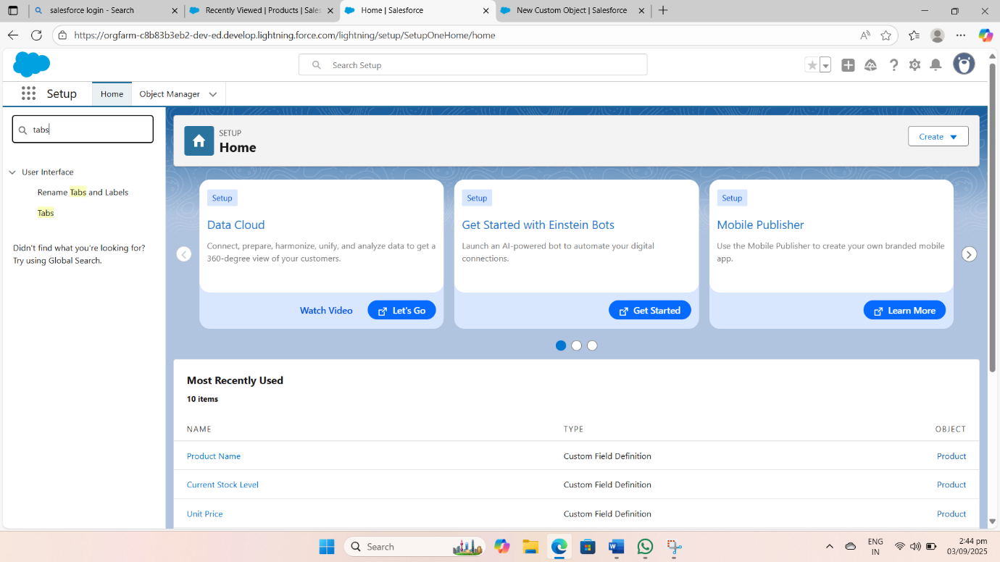 salesforce login - Search
Recently Viewed | Products | Sales
Home | Salesforce
New Custom Object | Salesforce
https://orgfarm-c8b83b3eb2-dev-ed.develop.lightning.force.com/lightning/setup/SetupOneHome/home
Search Setup
Setup
Home
Object Manager
tabs
User Interface
Rename Tabs and Labels
Tabs
Didn't find what you're looking for?
Try using Global Search.
SETUP
Home
Create
Setup
Data Cloud
Connect, prepare, harmonize, unify, and analyze data to get a
360-degree view of your customers.
Watch Video
Let's Go
Setup
Get Started with Einstein Bots
Launch an AI-powered bot to automate your digital
connections.
Get Started
Setup
Mobile Publisher
Use the Mobile Publisher to create your own branded mobile
app.
Learn More
Most Recently Used
10 items
NAME TYPE OBJECT
Product Name Custom Field Definition Product
Current Stock Level Custom Field Definition Product
Unit Price Custom Field Definition Product
Search
ENG
IN
2:44 pm
03/09/2025